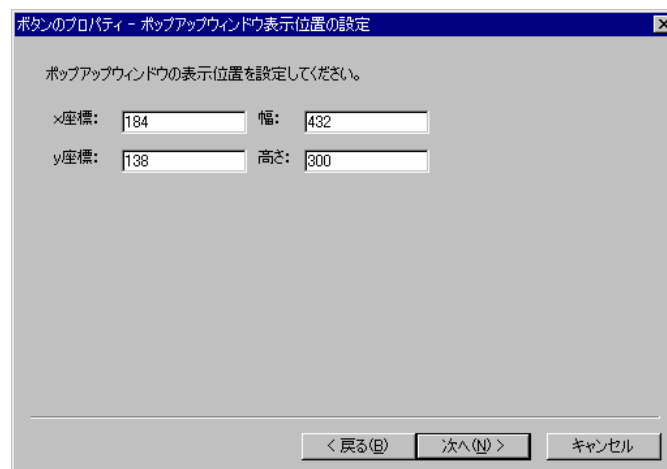 ボタンのプロパティ - ポップアップウィンドウ表示位置の設定
ポップアップウィンドウの表示位置を設定してください。
x座標: 184 幅: 432
y座標: 138 高さ: 300
< 戻る(B) 次へ(N) > キャンセル